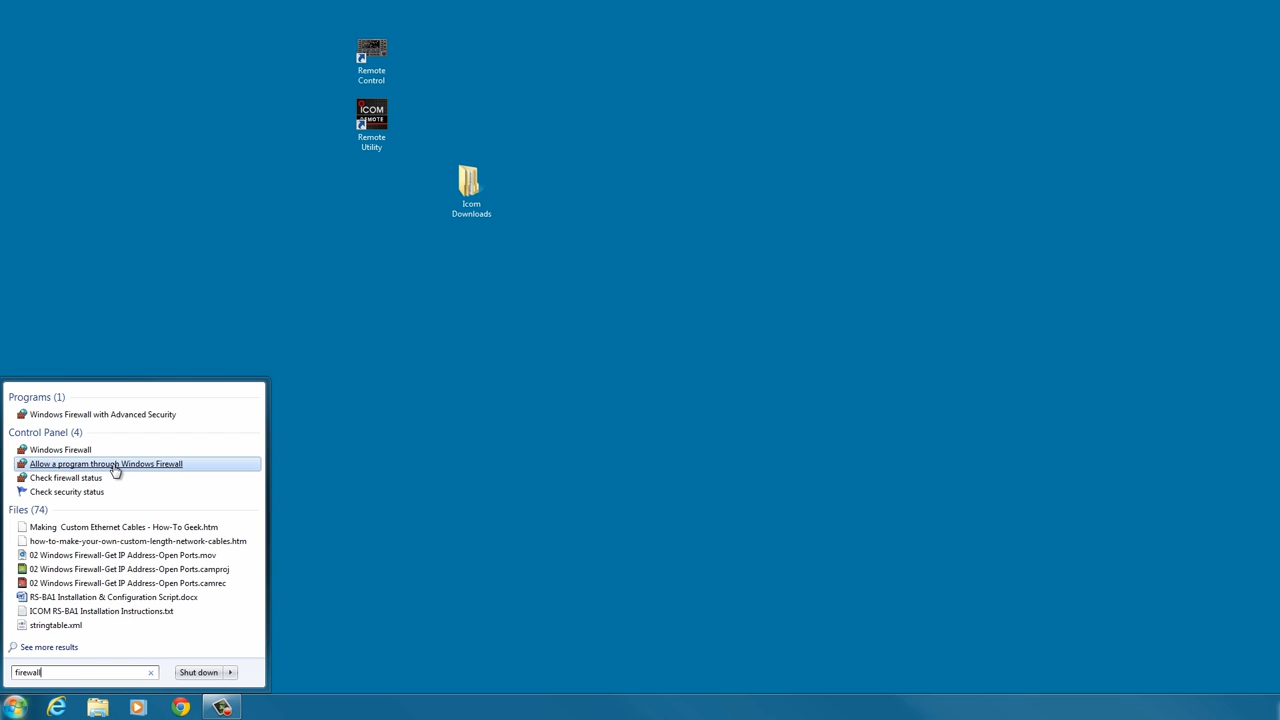 Remote
Control
ICOM
REMOTE
Remote
Utility
Icom
Downloads
Programs (1)
Windows Firewall with Advanced Security
Control Panel (4)
Windows Firewall
Allow a program through Windows Firewall
Check firewall status
Check security status
Files (74)
Making  Custom Ethernet Cables - How-To Geek.htm
how-to-make-your-own-custom-length-network-cables.htm
02 Windows Firewall-Get IP Address-Open Ports.mov
02 Windows Firewall-Get IP Address-Open Ports.camproj
02 Windows Firewall-Get IP Address-Open Ports.camrec
RS-BA1 Installation & Configuration Script.docx
ICOM RS-BA1 Installation Instructions.txt
stringtable.xml
See more results
firewall
Shut down